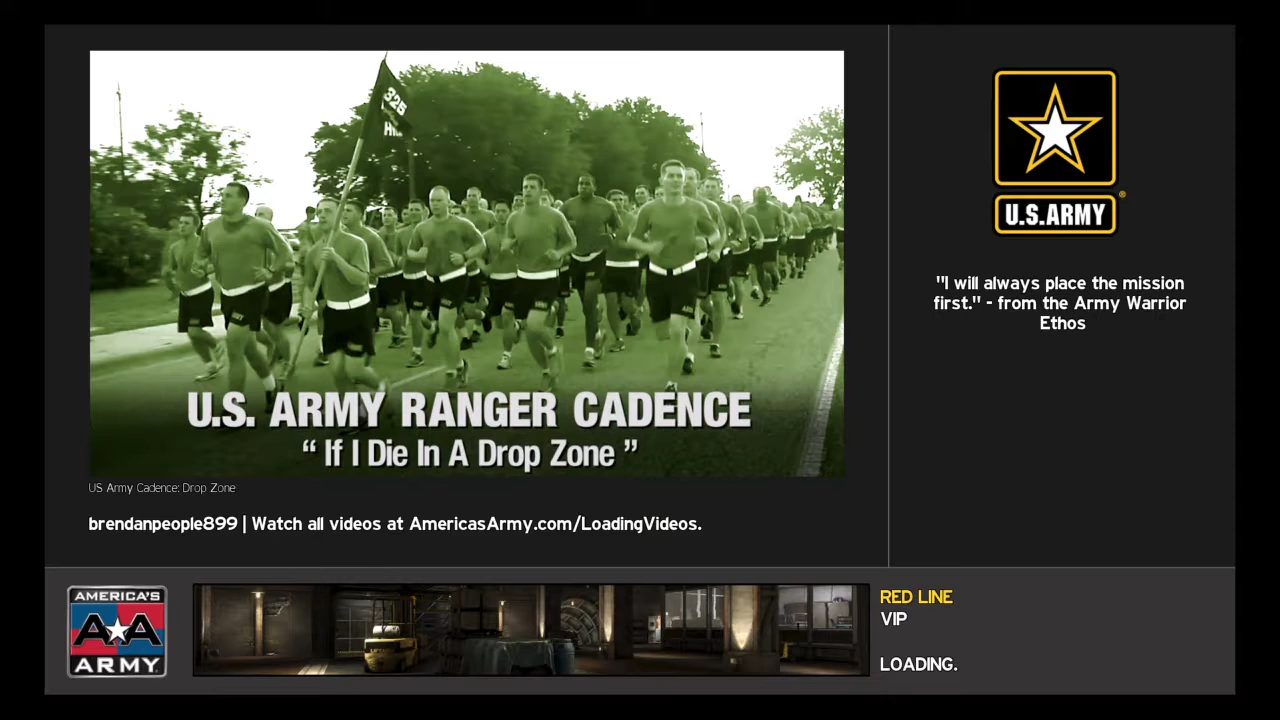 325
U.S. ARMY RANGER CADENCE
“ If I Die In A Drop Zone ”
US Army Cadence: Drop Zone
brendanpeople899 | Watch all videos at AmericasArmy.com/LoadingVideos.
U.S.ARMY®
"I will always place the mission
first." - from the Army Warrior
Ethos
AMERICA'S
AA
ARMY
RED LINE
VIP
LOADING.